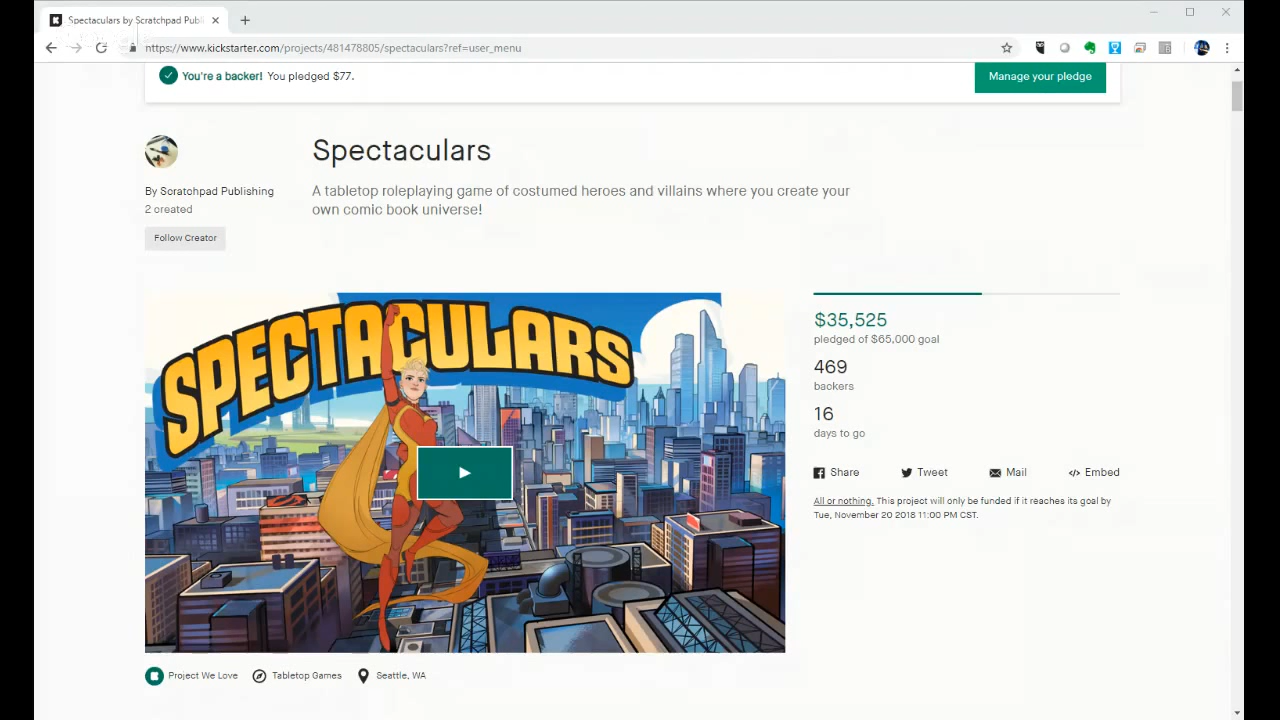 Spectaculars by Scratchpad Publi
https://www.kickstarter.com/projects/481478805/spectaculars?ref=user_menu
You're a backer! You pledged $77.
Manage your pledge
Spectaculars
A tabletop roleplaying game of costumed heroes and villains where you create your
own comic book universe!
By Scratchpad Publishing
2 created
Follow Creator
SPECTACULARS
$35,525
pledged of $65,000 goal
469
backers
16
days to go
Share
Tweet
Mail
Embed
All or nothing. This project will only be funded if it reaches its goal by
Tue, November 20 2018 11:00 PM CST.
Project We Love
Tabletop Games
Seattle, WA